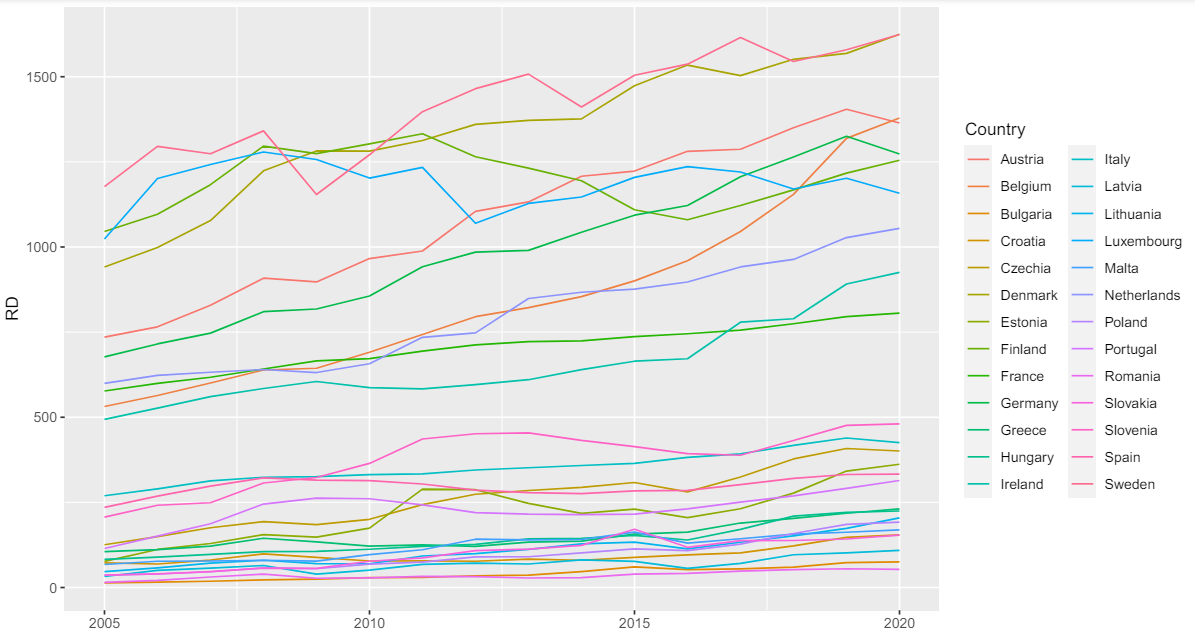 RD
1500
1000
500
0
2005 2010 2015 2020
Country
Austria Italy
Belgium Latvia
Bulgaria Lithuania
Croatia Luxembourg
Czechia Malta
Denmark Netherlands
Estonia Poland
Finland Portugal
France Romania
Germany Slovakia
Greece Slovenia
Hungary Spain
Ireland Sweden